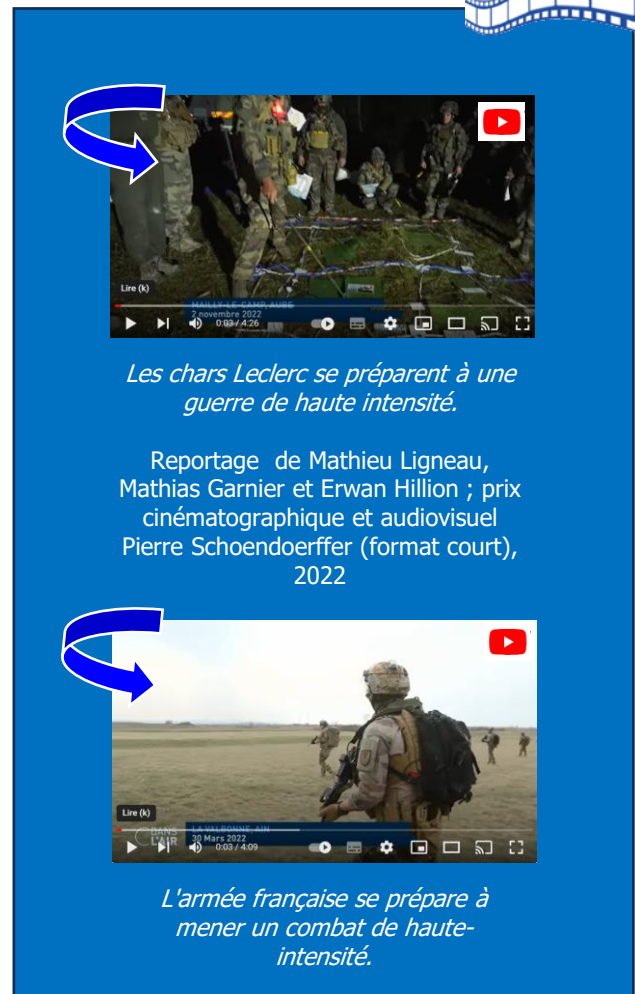 Lire (k)
MAILLY-LE-CAMP, AUBE
2 novembre 2022
0:03 / 4:26
Les chars Leclerc se préparent à une
guerre de haute intensité.
Reportage de Mathieu Ligneau,
Mathias Garnier et Erwan Hillion ; prix
cinématographique et audiovisuel
Pierre Schoendoerffer (format court),
2022
Lire (k)
DANS
L'AIR
LA VALBONNE, AIN
30 Mars 2022
0:03 / 4:09
L'armée française se prépare à
mener un combat de haute-
intensité.